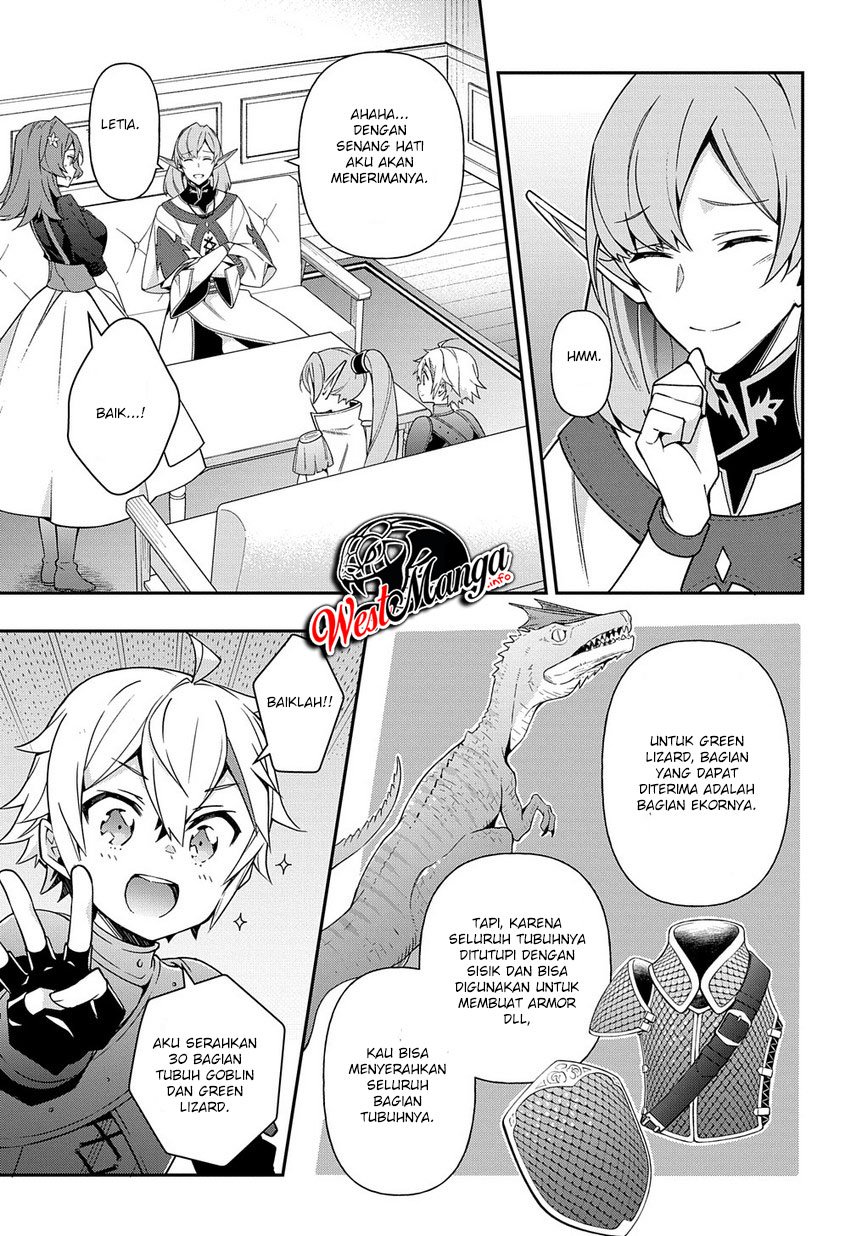 HMM.
AHAHA...
DENGAN
SENANG HATI
AKU AKAN
MENERIMANYA.
LETIA.
BAIK...!
WestManga
.info
UNTUK GREEN
LIZARD, BAGIAN
YANG DAPAT
DITERIMA ADALAH
BAGIAN EKORNYA.
TAPI, KARENA
SELURUH TUBUHNYA
DITUTUPI DENGAN
SISIK DAN BISA
DIGUNAKAN UNTUK
MEMBUAT ARMOR
DLL,
KAU BISA
MENYERAHKAN
SELURUH
BAGIAN
TUBUHNYA.
BAIKLAH!!
AKU SERAHKAN
30 BAGIAN
TUBUH GOBLIN
DAN GREEN
LIZARD.